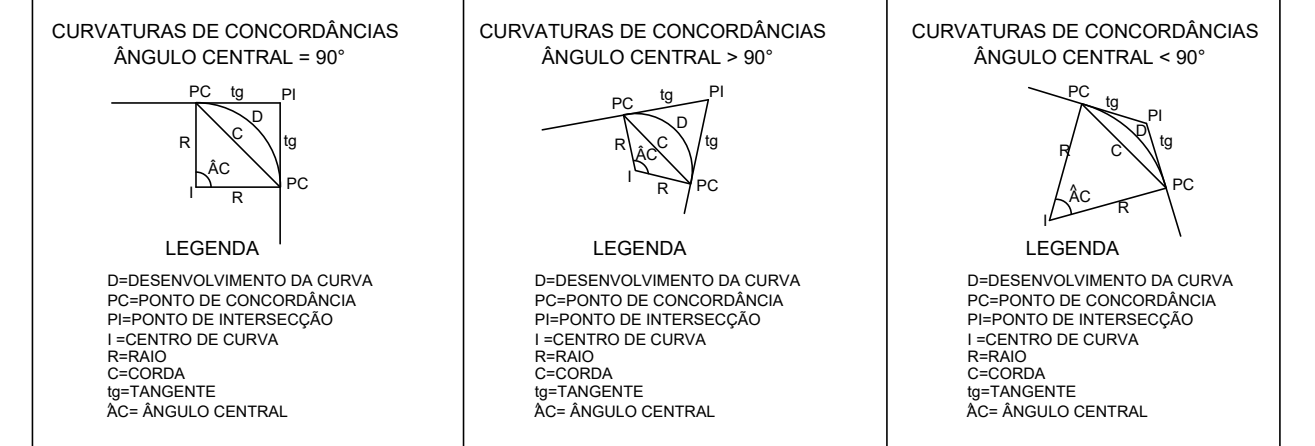 CURVATURAS DE CONCORDÂNCIAS
ÂNGULO CENTRAL = 90°
PC tg PI
D
R C tg
ÂC
I R PC
LEGENDA
D=DESENVOLVIMENTO DA CURVA
PC=PONTO DE CONCORDÂNCIA
PI=PONTO DE INTERSECÇÃO
I =CENTRO DE CURVA
R=RAIO
C=CORDA
tg=TANGENTE
ÂC= ÂNGULO CENTRAL
CURVATURAS DE CONCORDÂNCIAS
ÂNGULO CENTRAL > 90°
PC tg PI
D
R C tg
ÂC
I R PC
LEGENDA
D=DESENVOLVIMENTO DA CURVA
PC=PONTO DE CONCORDÂNCIA
PI=PONTO DE INTERSECÇÃO
I =CENTRO DE CURVA
R=RAIO
C=CORDA
tg=TANGENTE
ÂC= ÂNGULO CENTRAL
CURVATURAS DE CONCORDÂNCIAS
ÂNGULO CENTRAL < 90°
PC tg PI
D
R C tg
ÂC
I R PC
LEGENDA
D=DESENVOLVIMENTO DA CURVA
PC=PONTO DE CONCORDÂNCIA
PI=PONTO DE INTERSECÇÃO
I =CENTRO DE CURVA
R=RAIO
C=CORDA
tg=TANGENTE
ÂC= ÂNGULO CENTRAL